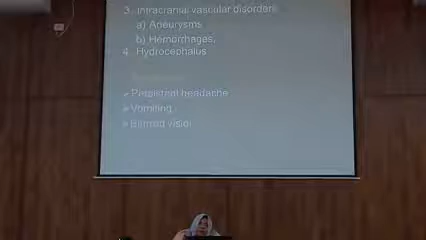 3. Intracranial vascular disorders
a) Aneurysms
b) Hemorrhages.
4. Hydrocephalus
➢Persistent headache
➢Vomiting
➢Blurred vision